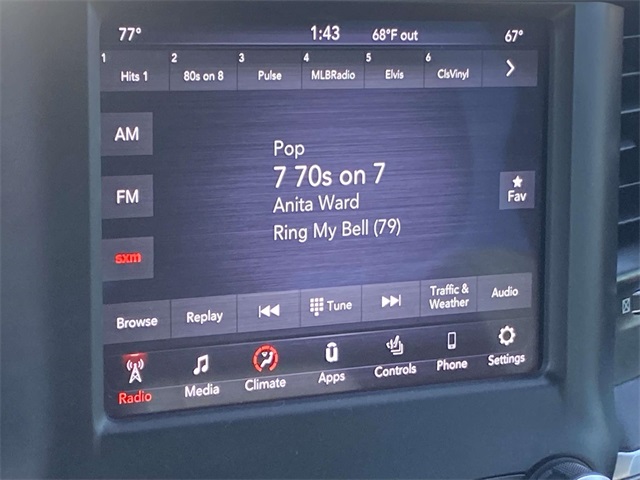 77° 1:43 68°F out 67°
1 Hits 1 2 80s on 8 3 Pulse 4 MLBRadio 5 Elvis 6 ClsVinyl
AM
FM
sxm
Pop
7 70s on 7
Anita Ward
Ring My Bell (79)
Fav
Browse Replay Tune Traffic & Weather Audio
Radio Media Climate Apps Controls Phone Settings